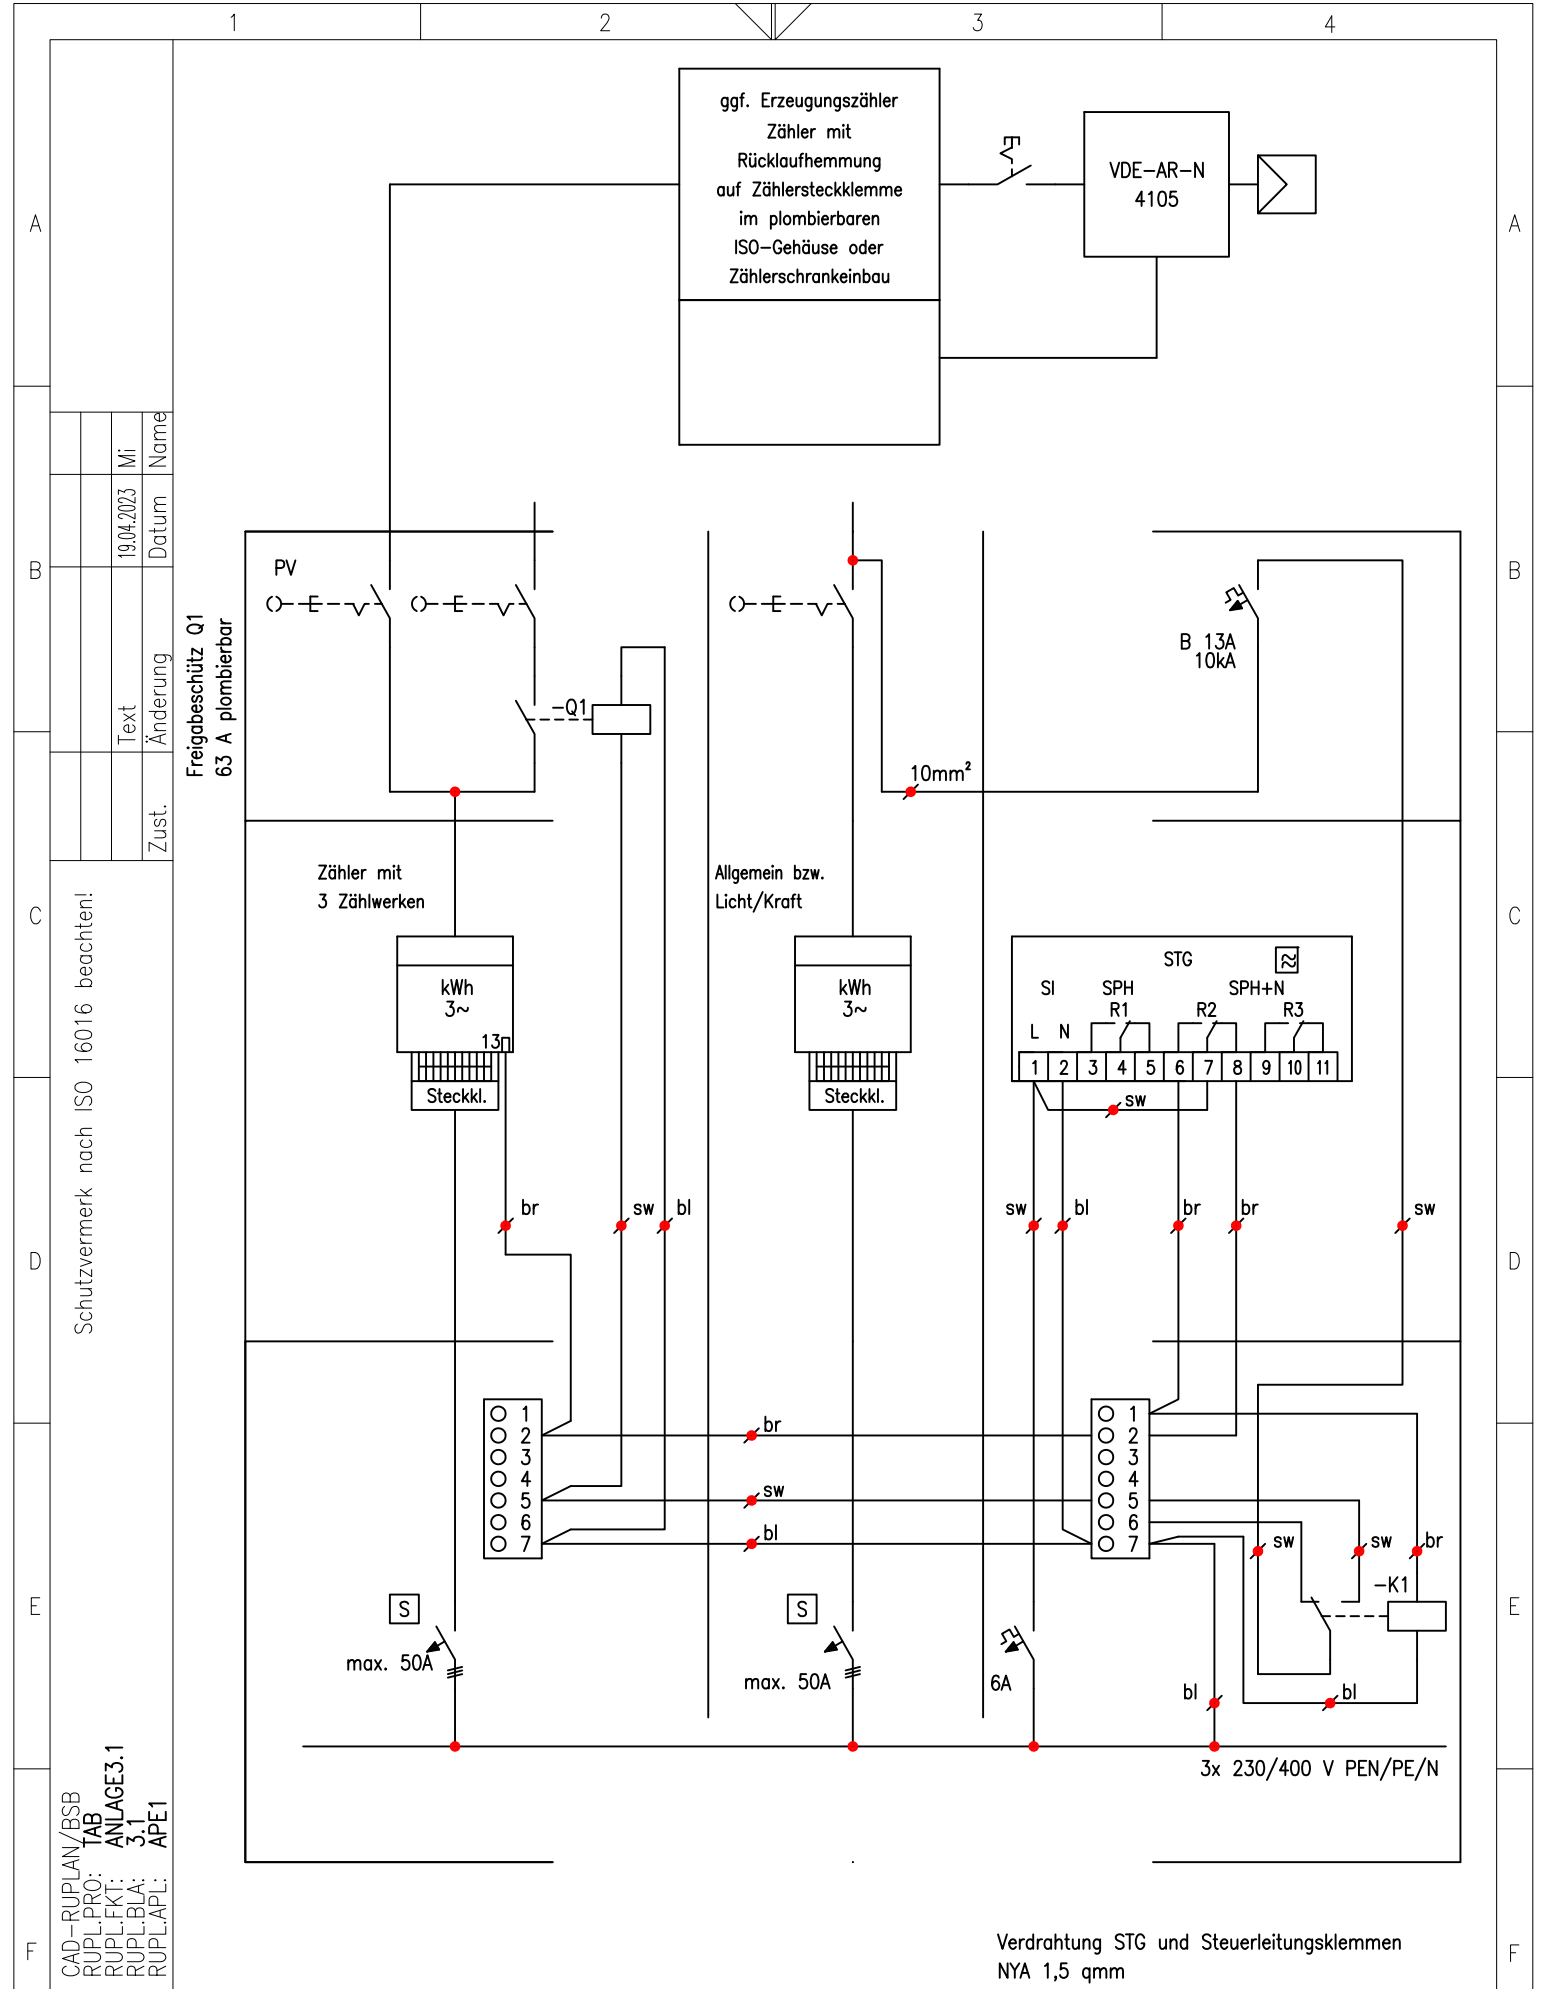 1 2 3 4
ggf. Erzeugungszähler
Zähler mit
Rücklaufhemmung
auf Zählersteckklemme
im plombierbaren
ISO-Gehäuse oder
Zählerschrankeinbau
VDE-AR-N
4105
A A
B B
C C
D D
E E
F F
Mi Name
19.04.2023 Datum
Text Änderung
Zust.
Schutzvermerk nach ISO 16016 beachten!
CAD-RUPLAN/BSB
RUPL.PRO: TAB
RUPL.FKT: ANLAGE3.1
RUPL.BLA: 3.1
RUPL.APL: APE1
Freigabeschütz Q1
63 A plombierbar
PV
-Q1
B 13A
10kA
10mm²
Zähler mit
3 Zählwerken
Allgemein bzw.
Licht/Kraft
kWh
3~
13
Steckkl.
kWh
3~
Steckkl.
STG
SI SPH SPH+N
R1 R2 R3
L N
1 2 3 4 5 6 7 8 9 10 11
sw
br sw bl sw bl br br sw
1
2
3
4
5
6
7
br
sw
bl
1
2
3
4
5
6
7
sw sw br
-K1
S
max. 50A
S
max. 50A
6A
bl bl
3x 230/400 V PEN/PE/N
Verdrahtung STG und Steuerleitungsklemmen
NYA 1,5 qmm